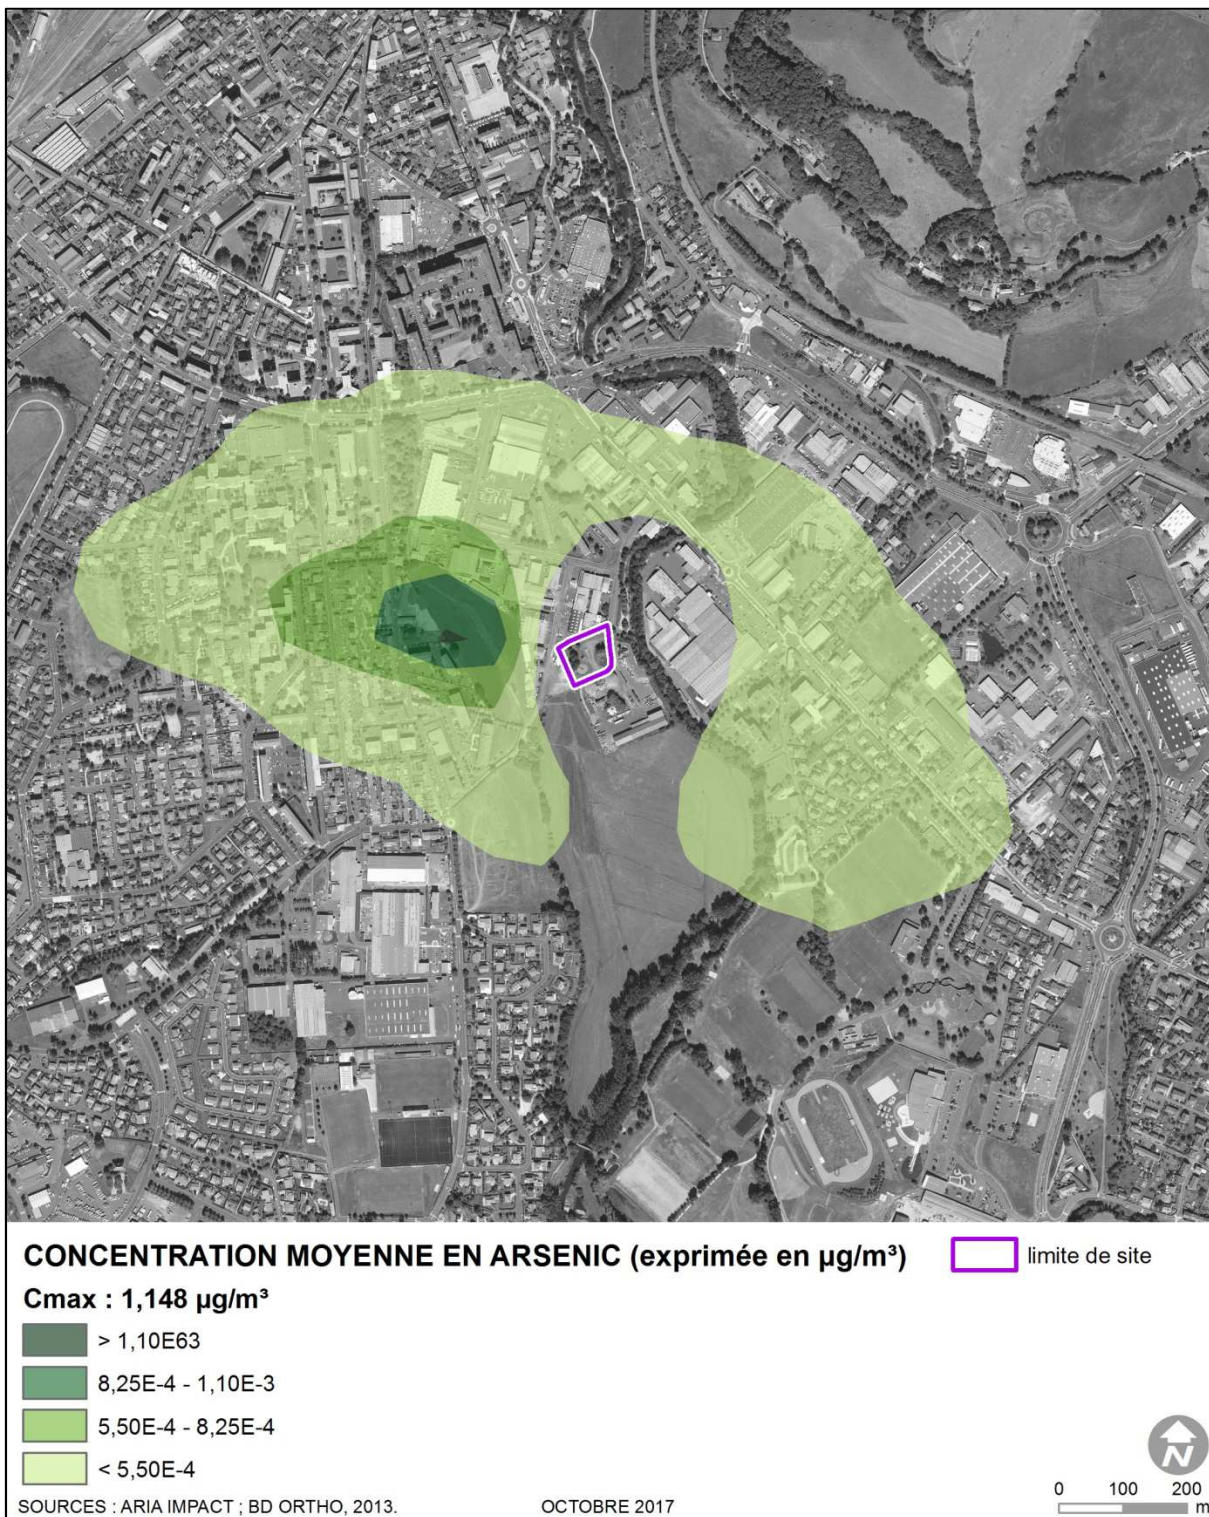 CONCENTRATION MOYENNE EN ARSENIC (exprimée en µg/m³)
limite de site
Cmax : 1,148 µg/m³
> 1,10E63
8,25E-4 - 1,10E-3
5,50E-4 - 8,25E-4
< 5,50E-4
N
0 100 200
m
SOURCES : ARIA IMPACT ; BD ORTHO, 2013. OCTOBRE 2017